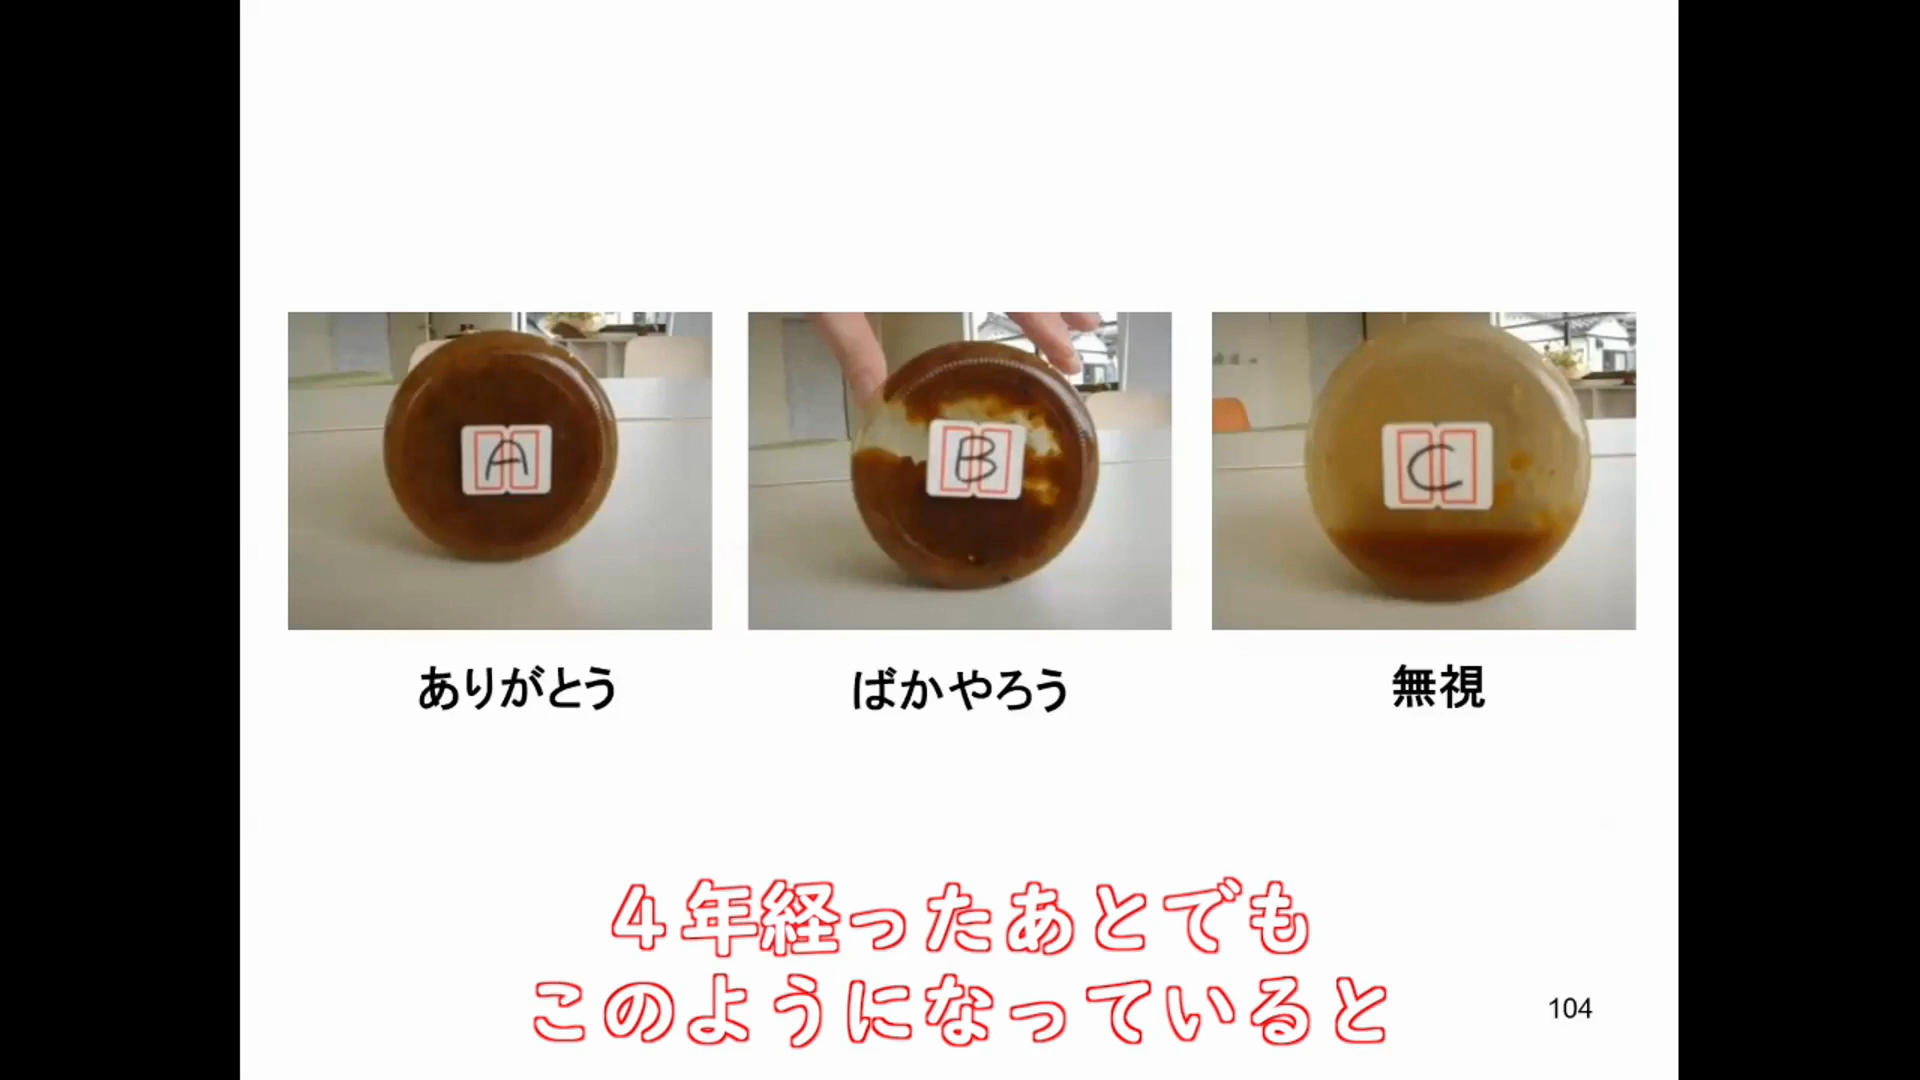 A
B
C
ありがとう
ばかやろう
無視
４年経ったあとでも
このようになっていると
104